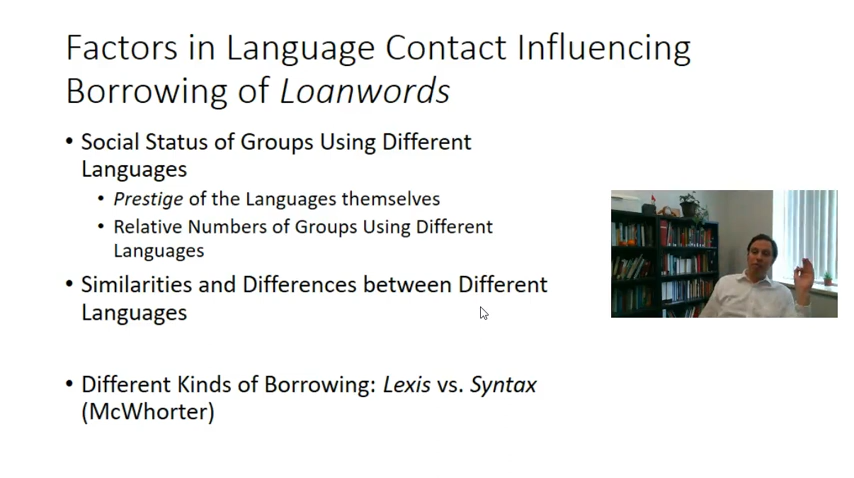 Factors in Language Contact Influencing
Borrowing of Loanwords
• Social Status of Groups Using Different
Languages
• Prestige of the Languages themselves
• Relative Numbers of Groups Using Different
Languages
• Similarities and Differences between Different
Languages
• Different Kinds of Borrowing: Lexis vs. Syntax
(McWhorter)